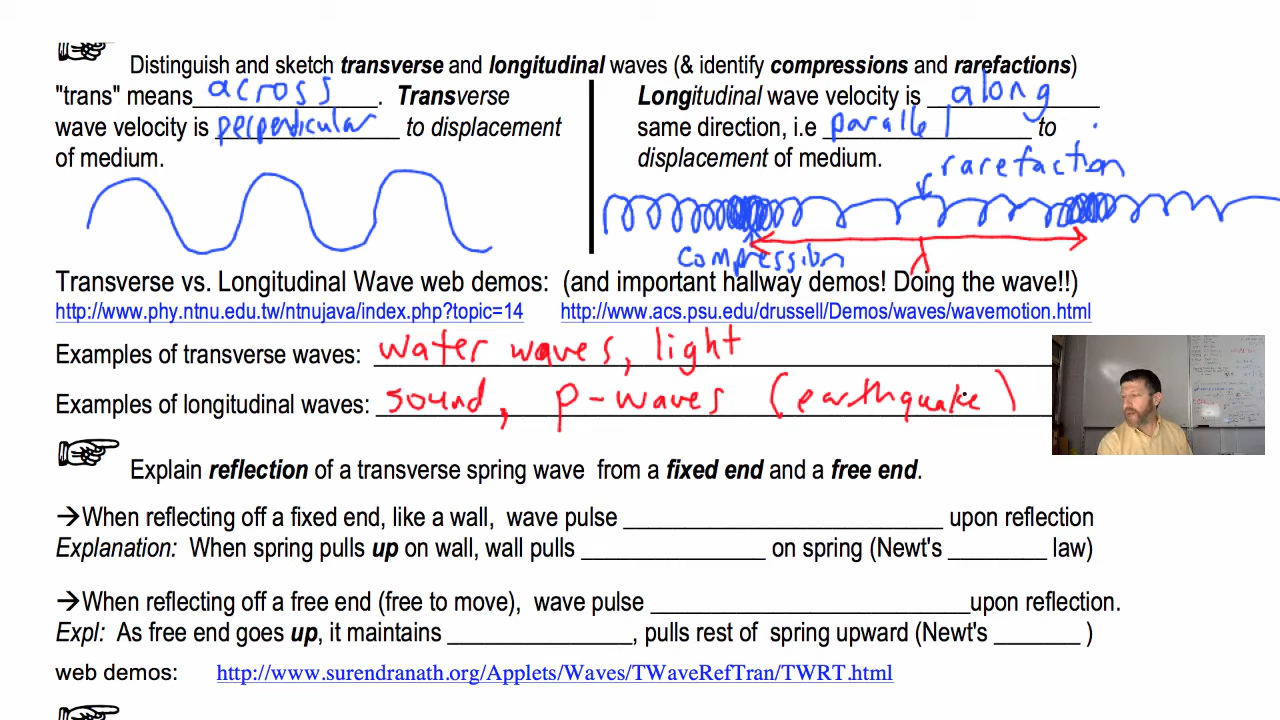 Distinguish and sketch transverse and longitudinal waves (& identify compressions and rarefactions)
"trans" means across. Transverse
wave velocity is perpendicular to displacement
of medium.
Longitudinal wave velocity is along
same direction, i.e parallel to
displacement of medium.
rarefaction
compression
λ
Transverse vs. Longitudinal Wave web demos: (and important hallway demos! Doing the wave!!)
http://www.phy.ntnu.edu.tw/ntnujava/index.php?topic=14 http://www.acs.psu.edu/drussell/Demos/waves/wavemotion.html
Examples of transverse waves: water waves, light
Examples of longitudinal waves: sound, p-waves (earthquake)
Explain reflection of a transverse spring wave from a fixed end and a free end.
→When reflecting off a fixed end, like a wall, wave pulse ____________________ upon reflection
Explanation: When spring pulls up on wall, wall pulls ____________ on spring (Newt's ______ law)
→When reflecting off a free end (free to move), wave pulse ____________________upon reflection.
Expl: As free end goes up, it maintains ____________, pulls rest of spring upward (Newt's ______ )
web demos: http://www.surendranath.org/Applets/Waves/TWaveRefTran/TWRT.html